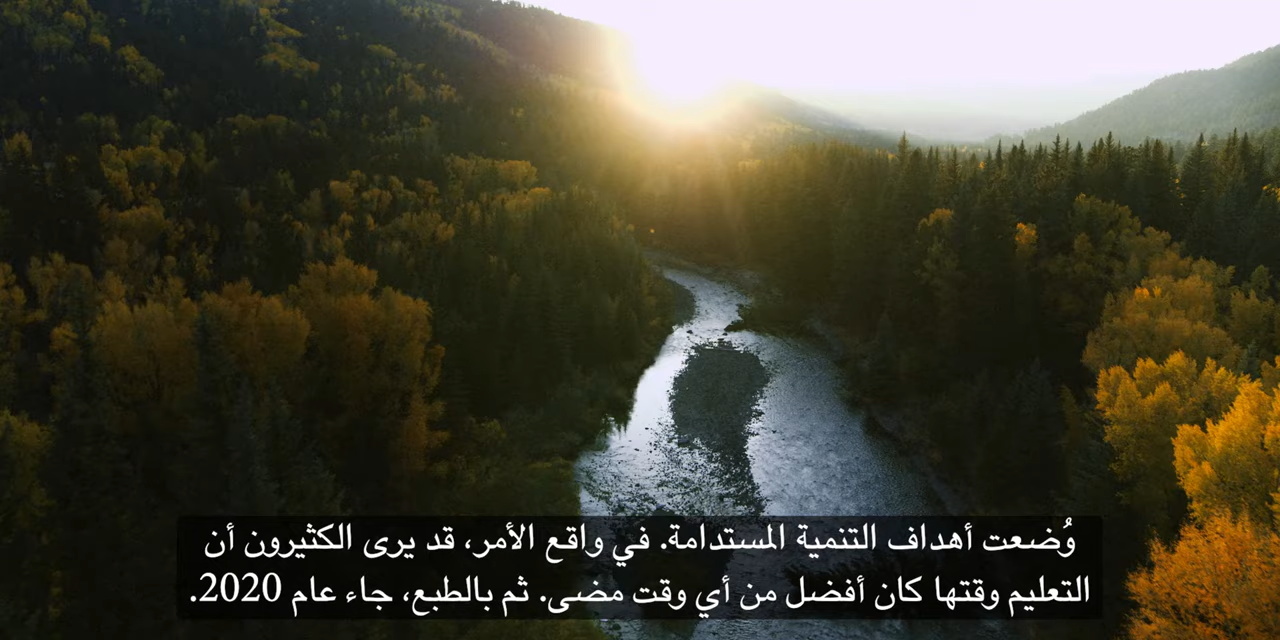 وُضعت أهداف التنمية المستدامة. في واقع الأمر، قد يرى الكثيرون أن
التعليم وقتها كان أفضل من أي وقت مضى. ثم بالطبع، جاء عام 2020.